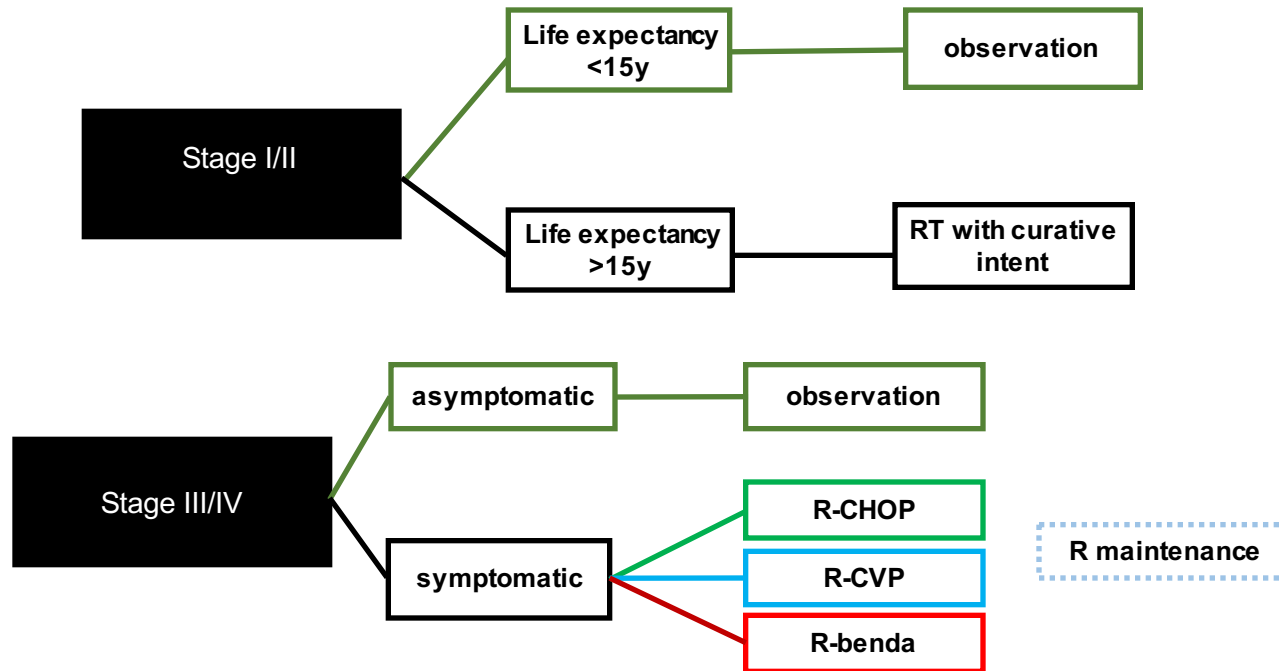 Life expectancy
<15y
observation
Stage I/II
Life expectancy
>15y
RT with curative
intent
asymptomatic
observation
Stage III/IV
symptomatic
R-CHOP
R-CVP
R-benda
R maintenance